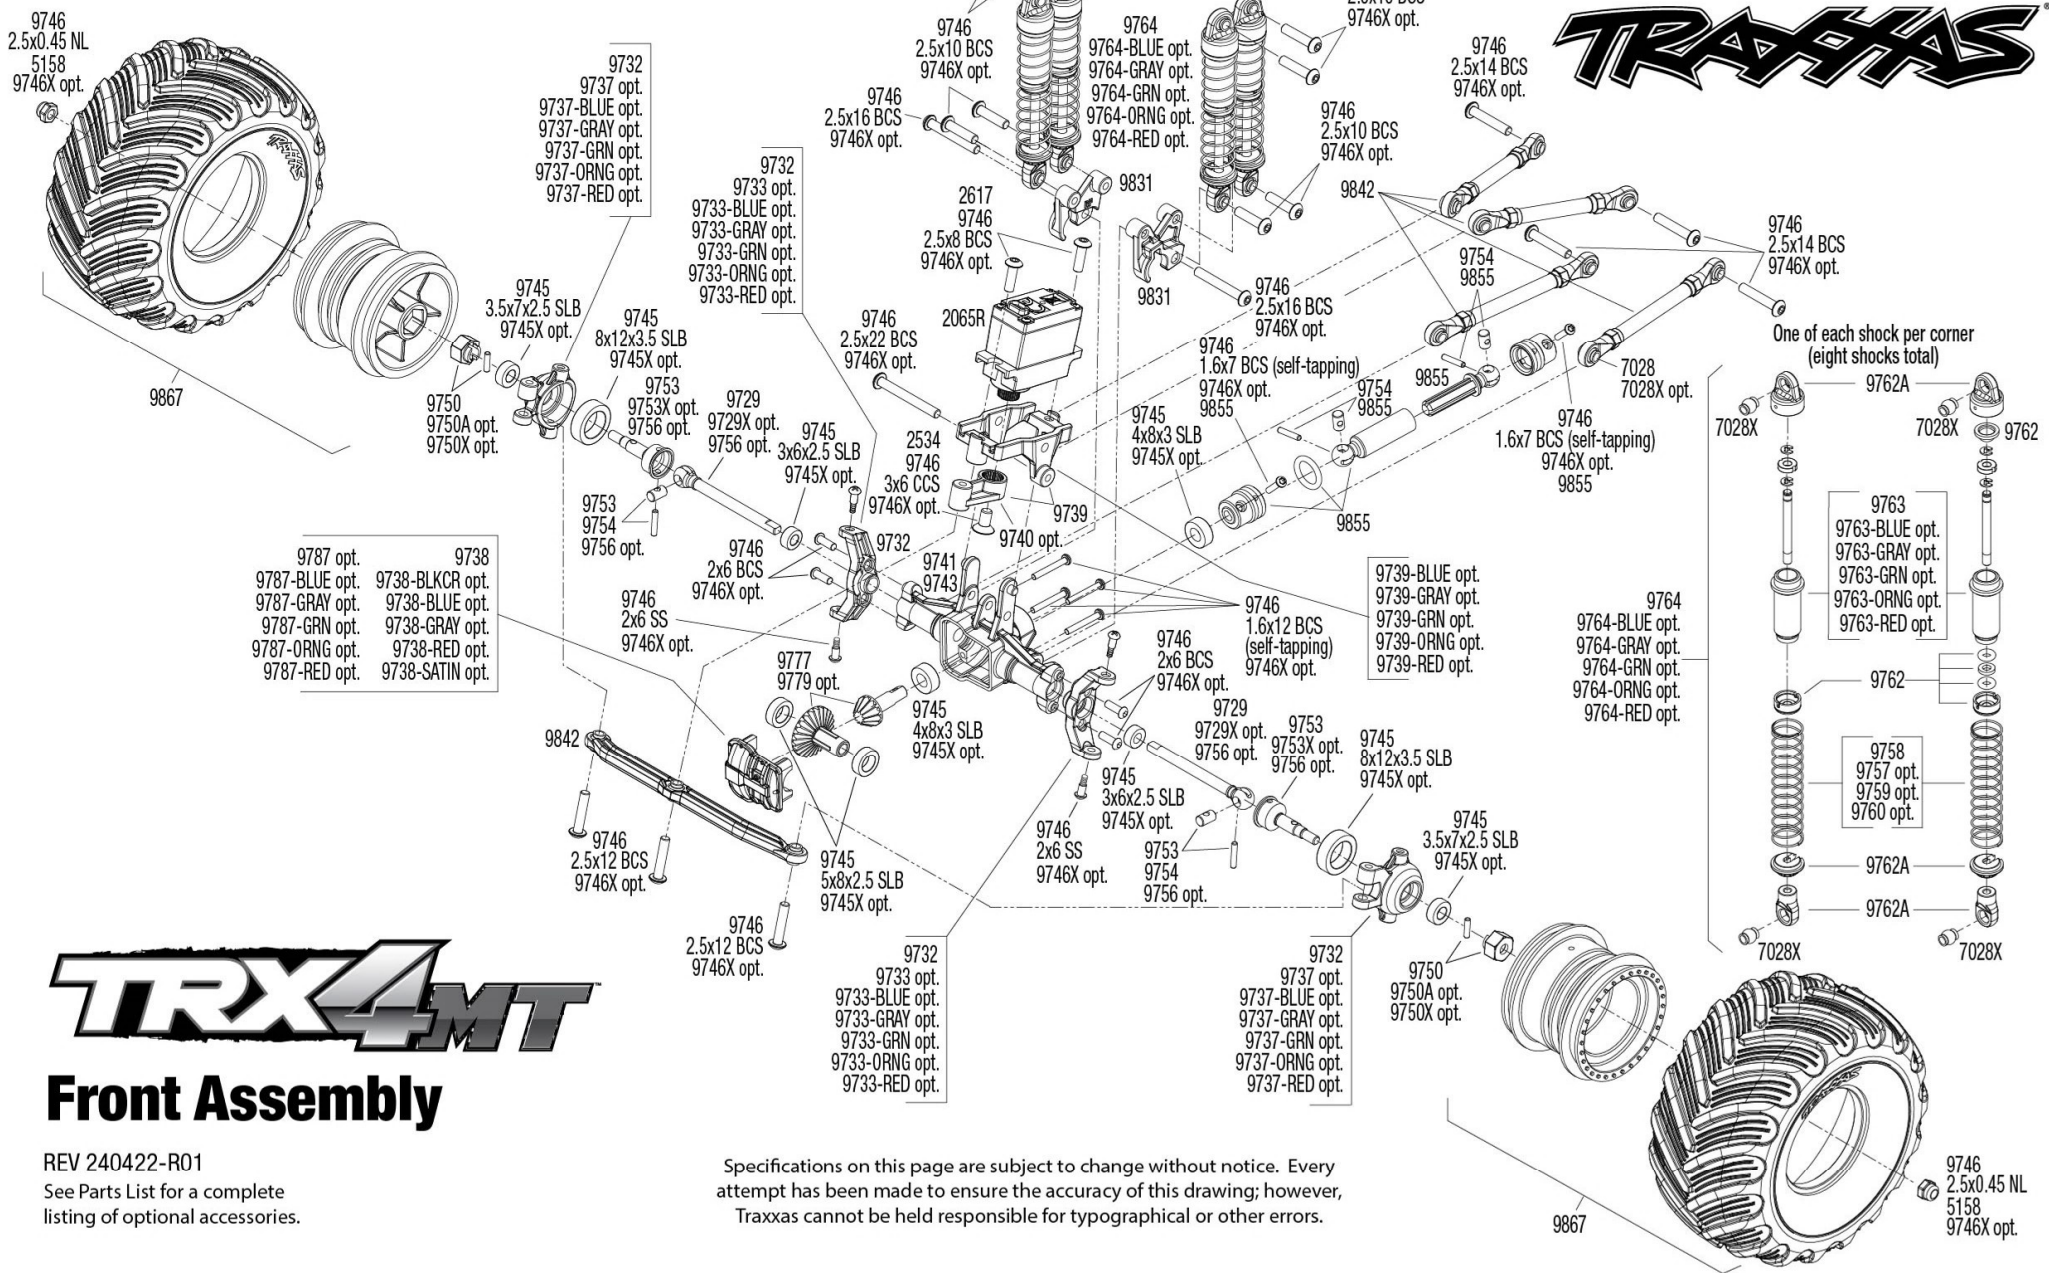 9746
2.5x0.45 NL
5158
9746X opt.
9732
9737 opt.
9737-BLUE opt.
9737-GRAY opt.
9737-GRN opt.
9737-ORNG opt.
9737-RED opt.
9732
9733 opt.
9733-BLUE opt.
9733-GRAY opt.
9733-GRN opt.
9733-ORNG opt.
9733-RED opt.
9746
2.5x10 BCS
9746X opt.
9746
2.5x16 BCS
9746X opt.
9764
9764-BLUE opt.
9764-GRAY opt.
9764-GRN opt.
9764-ORNG opt.
9764-RED opt.
9746X opt.
9746
2.5x10 BCS
9746X opt.
9746
2.5x14 BCS
9746X opt.
TRAXXAS
9831
9831
9842
2617
9746
2.5x8 BCS
9746X opt.
9746
2.5x14 BCS
9746X opt.
9754
9855
9746
2.5x16 BCS
9746X opt.
2065R
9746
2.5x22 BCS
9746X opt.
9745
3.5x7x2.5 SLB
9745X opt.
9745
8x12x3.5 SLB
9745X opt.
9867
9750
9750A opt.
9750X opt.
9753
9753X opt.
9756 opt.
9729
9729X opt.
9756 opt.
9745
3x6x2.5 SLB
9745X opt.
9753
9754
9756 opt.
9746
1.6x7 BCS (self-tapping)
9746X opt.
9855
9754
9855
9855
7028
7028X opt.
9746
1.6x7 BCS (self-tapping)
9746X opt.
9855
9745
4x8x3 SLB
9745X opt.
9855
2534
9746
3x6 CCS
9746X opt.
9739
9740 opt.
9732
9741
9743
9746
2x6 BCS
9746X opt.
9746
2x6 SS
9746X opt.
9787 opt.
9787-BLUE opt.
9787-GRAY opt.
9787-GRN opt.
9787-ORNG opt.
9787-RED opt.
9738
9738-BLKCR opt.
9738-BLUE opt.
9738-GRAY opt.
9738-RED opt.
9738-SATIN opt.
9739-BLUE opt.
9739-GRAY opt.
9739-GRN opt.
9739-ORNG opt.
9739-RED opt.
9746
1.6x12 BCS
(self-tapping)
9746X opt.
9746
2x6 BCS
9746X opt.
9777
9779 opt.
9745
4x8x3 SLB
9745X opt.
9842
9746
2.5x12 BCS
9746X opt.
9746
2.5x12 BCS
9746X opt.
9745
5x8x2.5 SLB
9745X opt.
9729
9729X opt.
9756 opt.
9753
9753X opt.
9756 opt.
9745
8x12x3.5 SLB
9745X opt.
9745
3x6x2.5 SLB
9745X opt.
9746
2x6 SS
9746X opt.
9753
9754
9756 opt.
9745
3.5x7x2.5 SLB
9745X opt.
9732
9733 opt.
9733-BLUE opt.
9733-GRAY opt.
9733-GRN opt.
9733-ORNG opt.
9733-RED opt.
9732
9737 opt.
9737-BLUE opt.
9737-GRAY opt.
9737-GRN opt.
9737-ORNG opt.
9737-RED opt.
9750
9750A opt.
9750X opt.
One of each shock per corner
(eight shocks total)
9762A
7028X
7028X
9762
9763
9763-BLUE opt.
9763-GRAY opt.
9763-GRN opt.
9763-ORNG opt.
9763-RED opt.
9764
9764-BLUE opt.
9764-GRAY opt.
9764-GRN opt.
9764-ORNG opt.
9764-RED opt.
9762
9758
9757 opt.
9759 opt.
9760 opt.
9762A
9762A
7028X
7028X
9867
9746
2.5x0.45 NL
5158
9746X opt.
TRX4MT
Front Assembly
REV 240422-R01
See Parts List for a complete
listing of optional accessories.
Specifications on this page are subject to change without notice. Every
attempt has been made to ensure the accuracy of this drawing; however,
Traxxas cannot be held responsible for typographical or other errors.
TRAXXAS
TRAXXAS